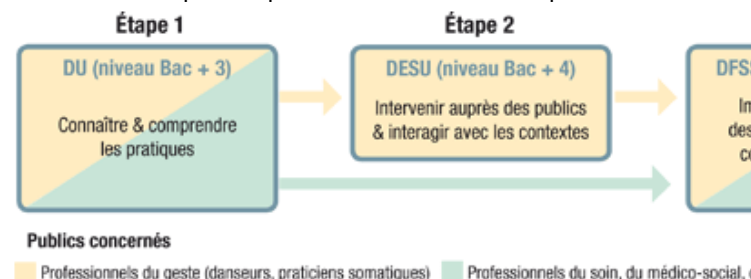 Étape 1
Étape 2
DU (niveau Bac + 3)
Connaître & comprendre
les pratiques
DESU (niveau Bac + 4)
Intervenir auprès des publics
& interagir avec les contextes
Publics concernés
Professionnels du geste (danseurs, praticiens somatiques)
Professionnels du soin, du médico-social,